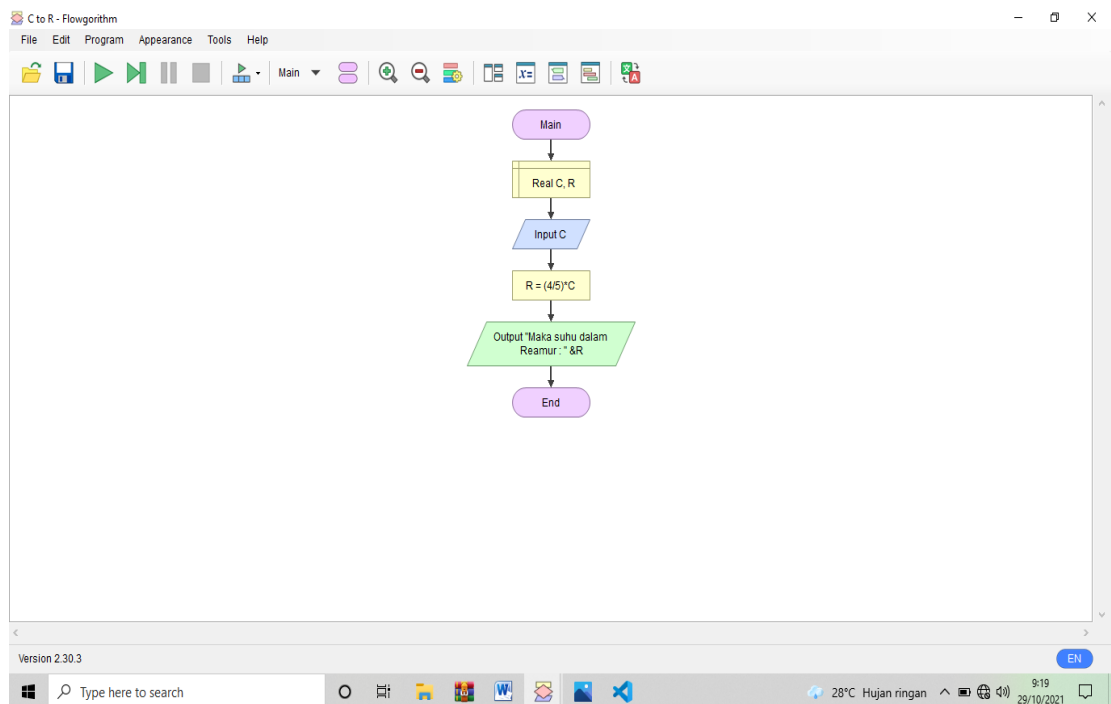 C to R - Flowgorithm
File Edit Program Appearance Tools Help
Main
Main
Real C, R
Input C
R = (4/5)*C
Output "Maka suhu dalam
Reamur : " &R
End
Version 2.30.3
EN
Type here to search
28°C Hujan ringan
9:19
29/10/2021